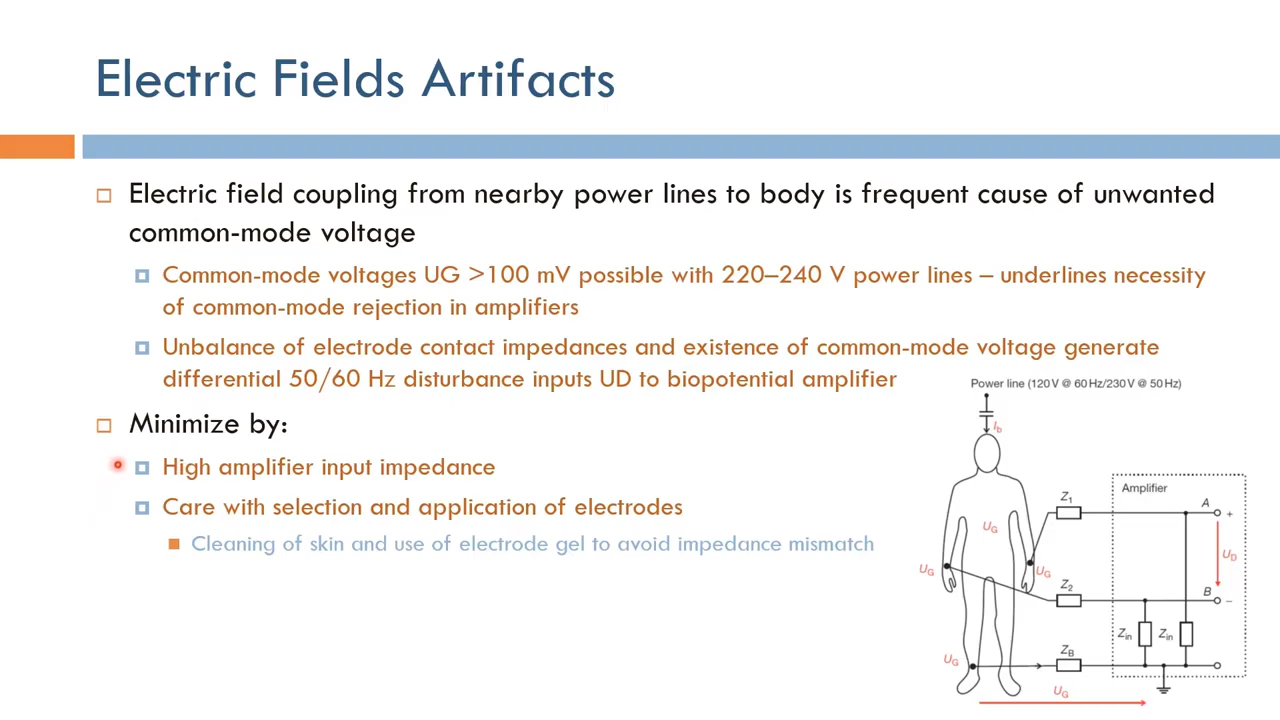 Electric Fields Artifacts
Electric field coupling from nearby power lines to body is frequent cause of unwanted
common-mode voltage
Common-mode voltages UG >100 mV possible with 220–240 V power lines – underlines necessity
of common-mode rejection in amplifiers
Unbalance of electrode contact impedances and existence of common-mode voltage generate
differential 50/60 Hz disturbance inputs UD to biopotential amplifier
Minimize by:
High amplifier input impedance
Care with selection and application of electrodes
Cleaning of skin and use of electrode gel to avoid impedance mismatch
Power line (120 V @ 60 Hz/230 V @ 50 Hz)
Ib
Amplifier
Z1
A
+
UG
UD
UG
UG
Z2
B
–
Zin
Zin
ZB
UG
UG